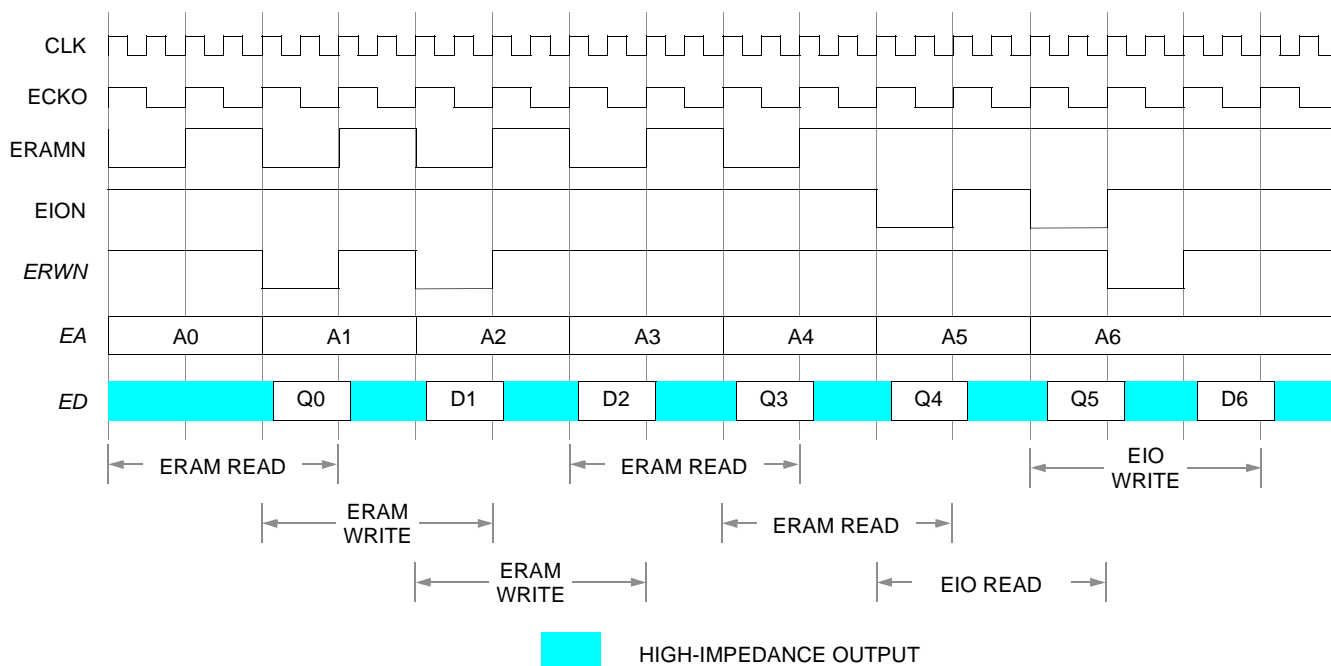 CLK
ECKO
ERAMN
EION
ERWN
EA A0 A1 A2 A3 A4 A5 A6
ED Q0 D1 D2 Q3 Q4 Q5 D6
ERAM READ ERAM READ EIO
WRITE
ERAM
WRITE
ERAM READ
ERAM
WRITE
EIO READ
HIGH-IMPEDANCE OUTPUT